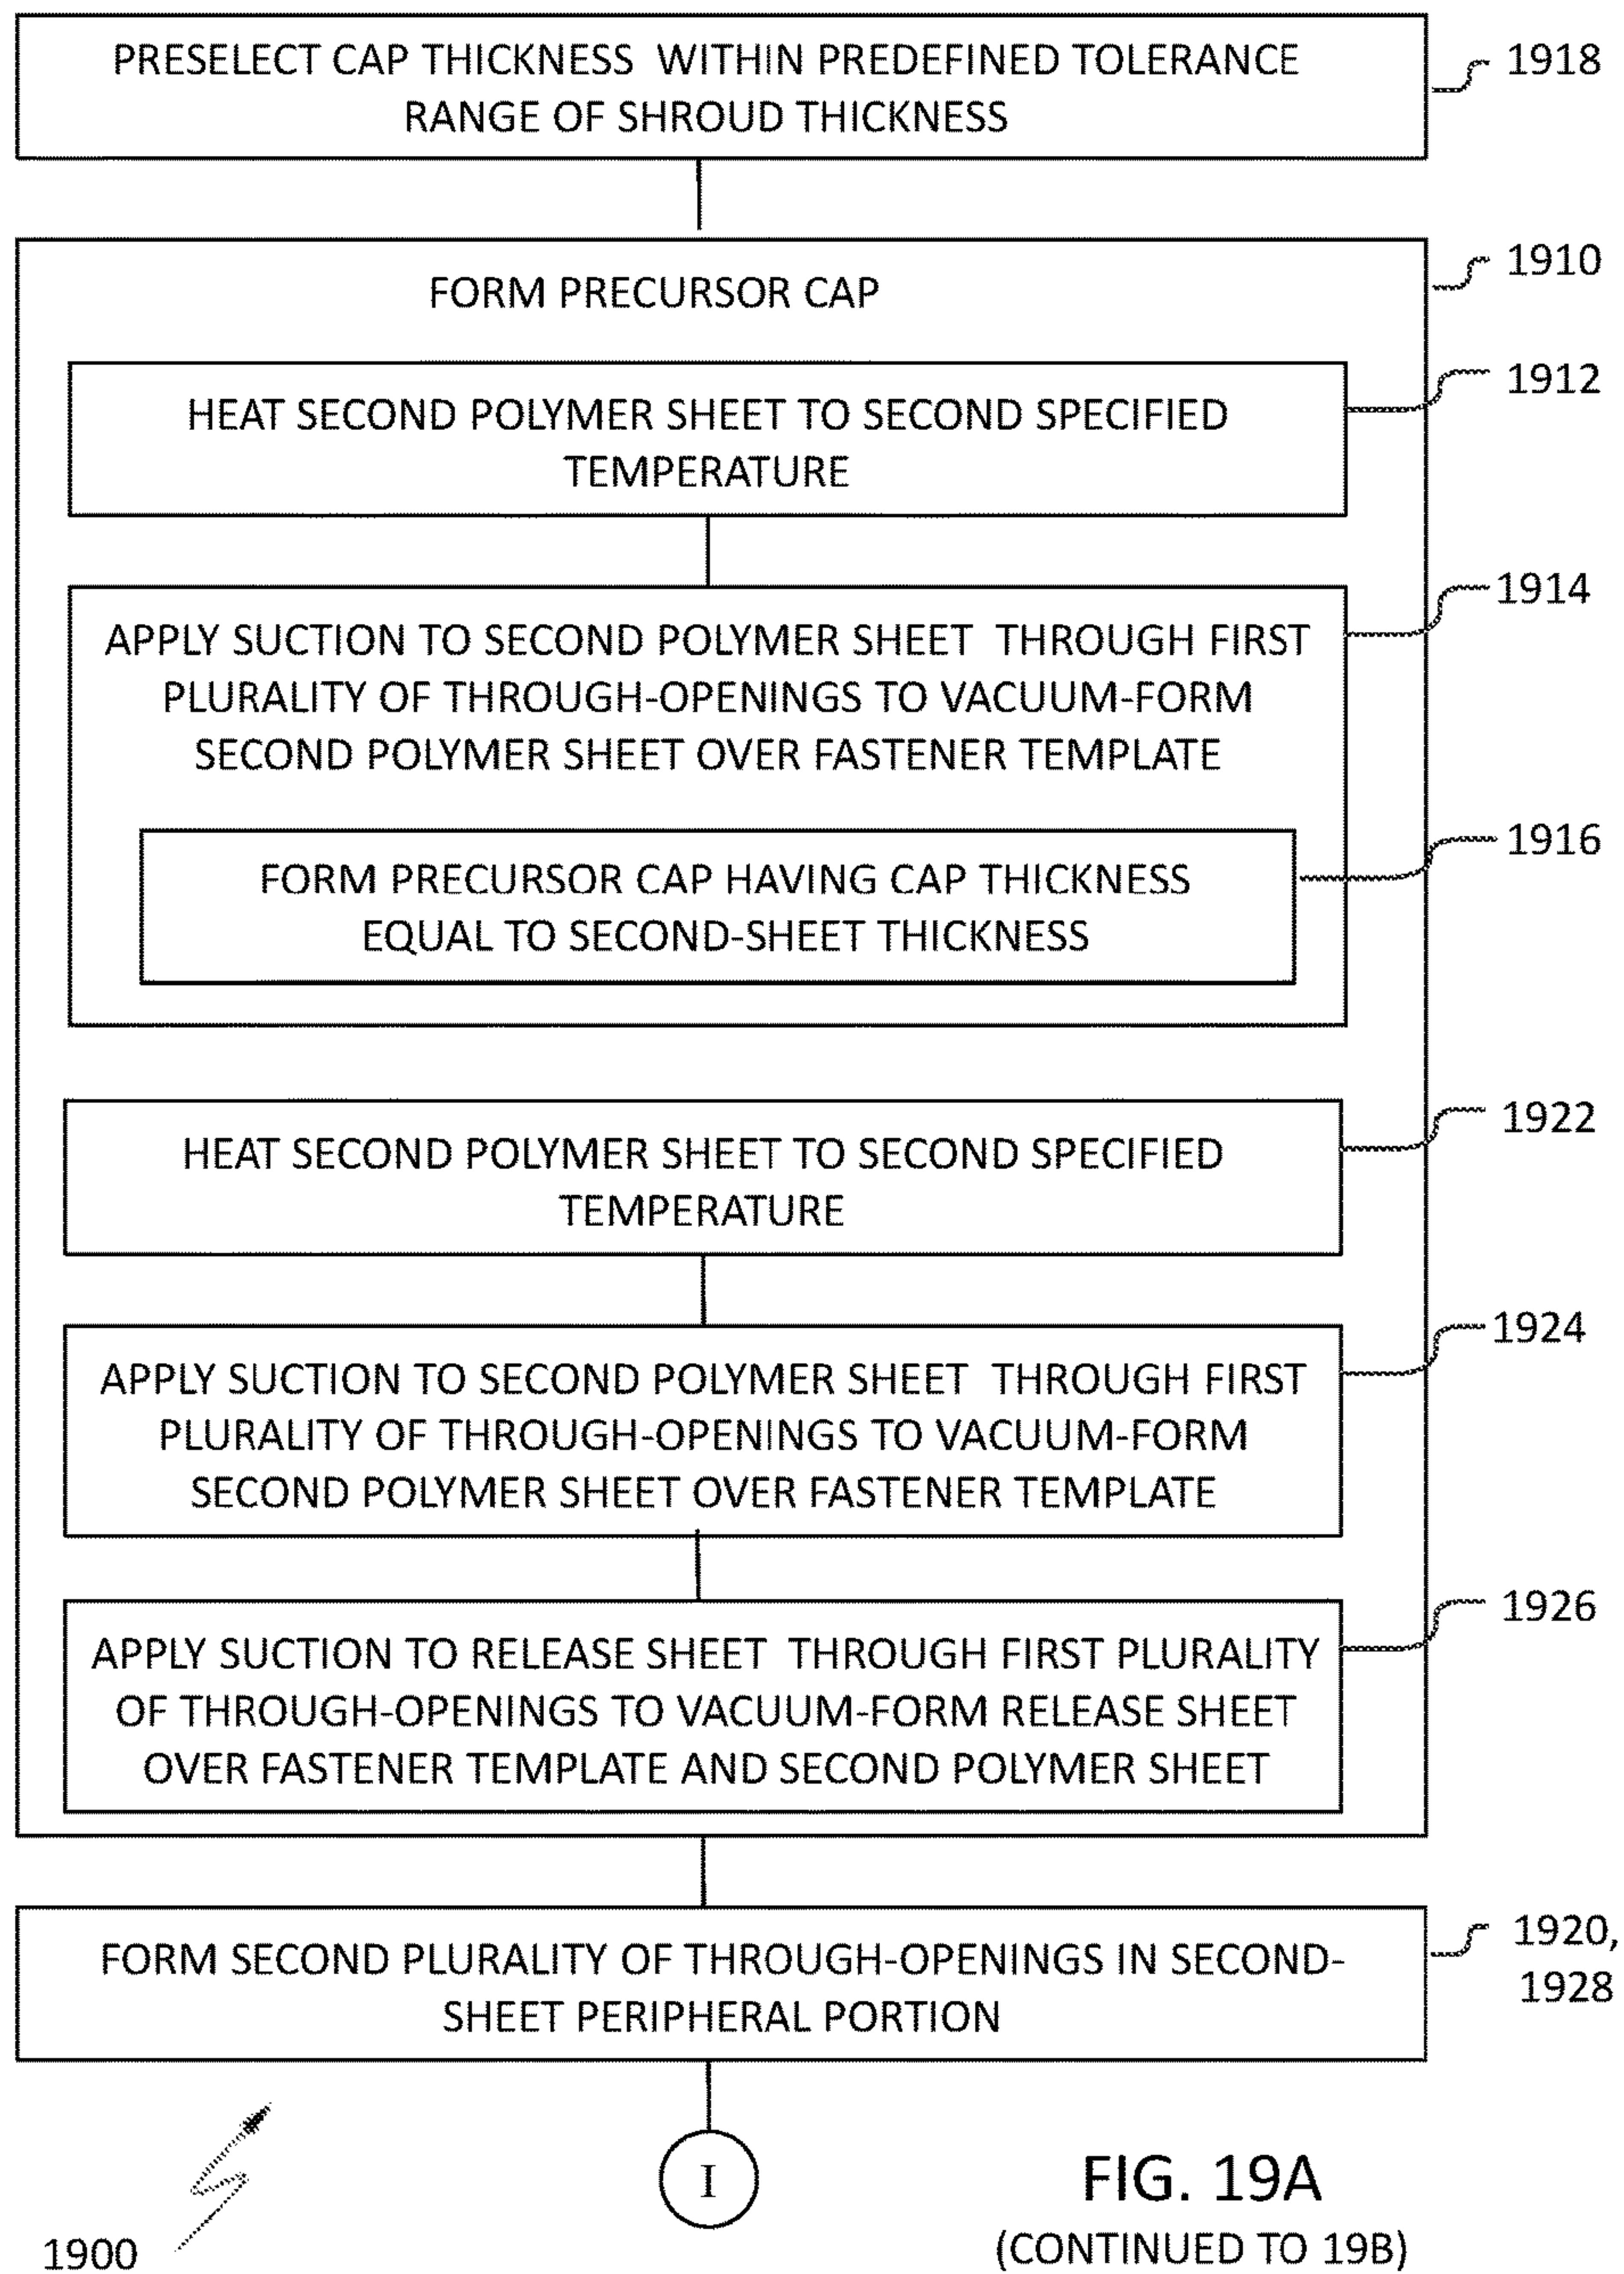 PRESELECT CAP THICKNESS WITHIN PREDEFINED TOLERANCE
RANGE OF SHROUD THICKNESS
1918
FORM PRECURSOR CAP
1910
HEAT SECOND POLYMER SHEET TO SECOND SPECIFIED
TEMPERATURE
1912
APPLY SUCTION TO SECOND POLYMER SHEET THROUGH FIRST
PLURALITY OF THROUGH-OPENINGS TO VACUUM-FORM
SECOND POLYMER SHEET OVER FASTENER TEMPLATE
1914
FORM PRECURSOR CAP HAVING CAP THICKNESS
EQUAL TO SECOND-SHEET THICKNESS
1916
HEAT SECOND POLYMER SHEET TO SECOND SPECIFIED
TEMPERATURE
1922
APPLY SUCTION TO SECOND POLYMER SHEET THROUGH FIRST
PLURALITY OF THROUGH-OPENINGS TO VACUUM-FORM
SECOND POLYMER SHEET OVER FASTENER TEMPLATE
1924
APPLY SUCTION TO RELEASE SHEET THROUGH FIRST PLURALITY
OF THROUGH-OPENINGS TO VACUUM-FORM RELEASE SHEET
OVER FASTENER TEMPLATE AND SECOND POLYMER SHEET
1926
FORM SECOND PLURALITY OF THROUGH-OPENINGS IN SECOND-
SHEET PERIPHERAL PORTION
1920,
1928
I
1900
FIG. 19A
(CONTINUED TO 19B)